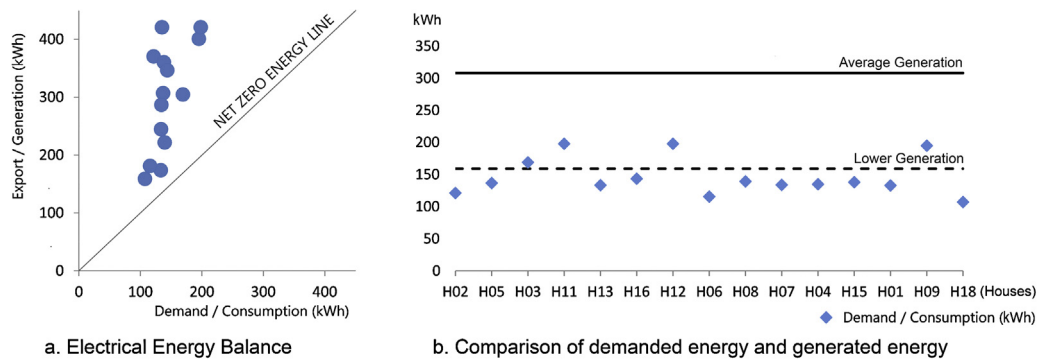 Export / Generation (kWh)
400
300
200
100
0
NET ZERO ENERGY LINE
0 100 200 300 400
Demand / Consumption (kWh)
a. Electrical Energy Balance
kWh
350
300
250
200
150
100
50
kWh
Average Generation
Lower Generation
H02 H05 H03 H11 H13 H16 H12 H06 H08 H07 H04 H15 H01 H09 H18 (Houses)
Demand / Consumption (kWh)
b. Comparison of demanded energy and generated energy